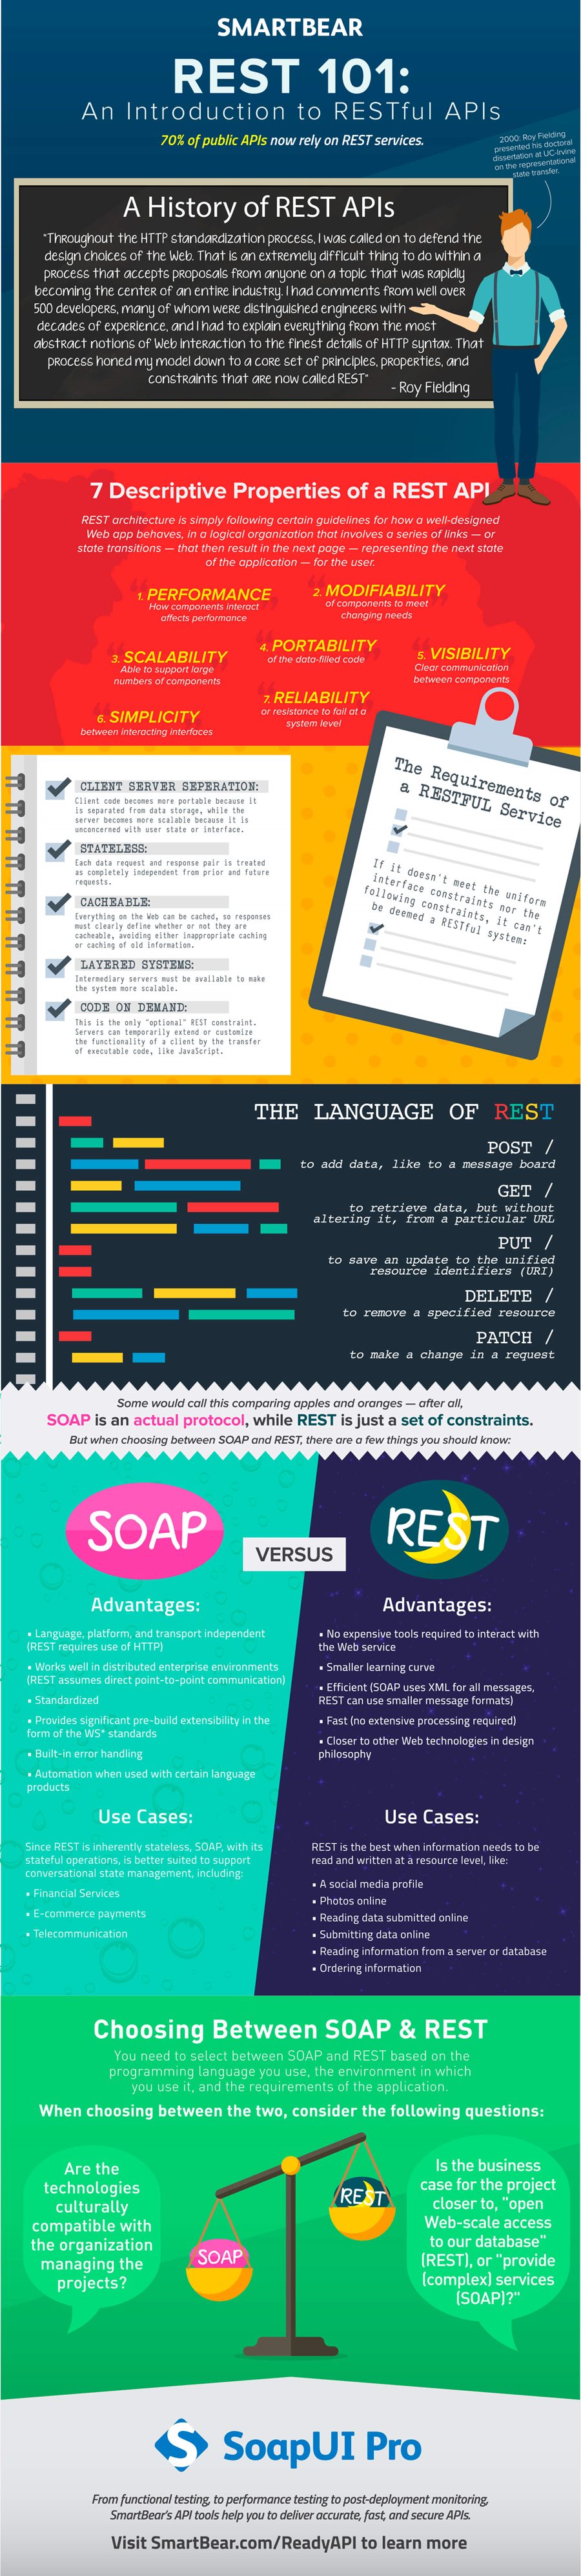 SMARTBEAR
REST 101:
An Introduction to RESTful APIs
70% of public APIs now rely on REST services.
2000: Roy Fielding
presented his doctoral
dissertation at UC-Irvine
on the representational
state transfer.
A History of REST APIs
"Throughout the HTTP standardization process, I was called on to defend the
design choices of the Web. That is an extremely difficult thing to do within a
process that accepts proposals from anyone on a topic that was rapidly
becoming the center of an entire industry. I had comments from well over
500 developers, many of whom were distinguished engineers with
decades of experience, and I had to explain everything from the most
abstract notions of Web interaction to the finest details of HTTP syntax. That
process honed my model down to a core set of principles, properties, and
constraints that are now called REST"
- Roy Fielding
7 Descriptive Properties of a REST API
REST architecture is simply following certain guidelines for how a well-designed
Web app behaves, in a logical organization that involves a series of links — or
state transitions — that then result in the next page — representing the next state
of the application — for the user.
1. PERFORMANCE
How components interact
affects performance
2. MODIFIABILITY
of components to meet
changing needs
3. SCALABILITY
Able to support large
numbers of components
4. PORTABILITY
of the data-filled code
5. VISIBILITY
Clear communication
between components
6. SIMPLICITY
between interacting interfaces
7. RELIABILITY
or resistance to fail at a
system level
The Requirements of
a RESTFUL Service
If it doesn't meet the uniform
interface constraints nor the
following constraints, it can't
be deemed a RESTful system:
CLIENT SERVER SEPERATION:
Client code becomes more portable because it
is separated from data storage, while the
server becomes more scalable because it is
unconcerned with user state or interface.
STATELESS:
Each data request and response pair is treated
as completely independent from prior and future
requests.
CACHEABLE:
Everything on the Web can be cached, so responses
must clearly define whether or not they are
cacheable, avoiding either inappropriate caching
or caching of old information.
LAYERED SYSTEMS:
Intermediary servers must be available to make
the system more scalable.
CODE ON DEMAND:
This is the only "optional" REST constraint.
Servers can temporarily extend or customize
the functionality of a client by the transfer
of executable code, like JavaScript.
THE LANGUAGE OF REST
POST /
to add data, like to a message board
GET /
to retrieve data, but without
altering it, from a particular URL
PUT /
to save an update to the unified
resource identifiers (URI)
DELETE /
to remove a specified resource
PATCH /
to make a change in a request
Some would call this comparing apples and oranges — after all,
SOAP is an actual protocol, while REST is just a set of constraints.
But when choosing between SOAP and REST, there are a few things you should know:
SOAP
VERSUS
REST
Advantages:
▪ Language, platform, and transport independent
(REST requires use of HTTP)
▪ Works well in distributed enterprise environments
(REST assumes direct point-to-point communication)
▪ Standardized
▪ Provides significant pre-build extensibility in the
form of the WS* standards
▪ Built-in error handling
▪ Automation when used with certain language
products
Use Cases:
Since REST is inherently stateless, SOAP, with its
stateful operations, is better suited to support
conversational state management, including:
▪ Financial Services
▪ E-commerce payments
▪ Telecommunication
Advantages:
▪ No expensive tools required to interact with
the Web service
▪ Smaller learning curve
▪ Efficient (SOAP uses XML for all messages,
REST can use smaller message formats)
▪ Fast (no extensive processing required)
▪ Closer to other Web technologies in design
philosophy
Use Cases:
REST is the best when information needs to be
read and written at a resource level, like:
▪ A social media profile
▪ Photos online
▪ Reading data submitted online
▪ Submitting data online
▪ Reading information from a server or database
▪ Ordering information
Choosing Between SOAP & REST
You need to select between SOAP and REST based on the
programming language you use, the environment in which
you use it, and the requirements of the application.
When choosing between the two, consider the following questions:
Are the
technologies
culturally
compatible with
the organization
managing the
projects?
SOAP
REST
Is the business
case for the project
closer to, "open
Web-scale access
to our database"
(REST), or "provide
(complex) services
(SOAP)?"
S SoapUI Pro
From functional testing, to performance testing to post-deployment monitoring,
SmartBear's API tools help you to deliver accurate, fast, and secure APIs.
Visit SmartBear.com/ReadyAPI to learn more